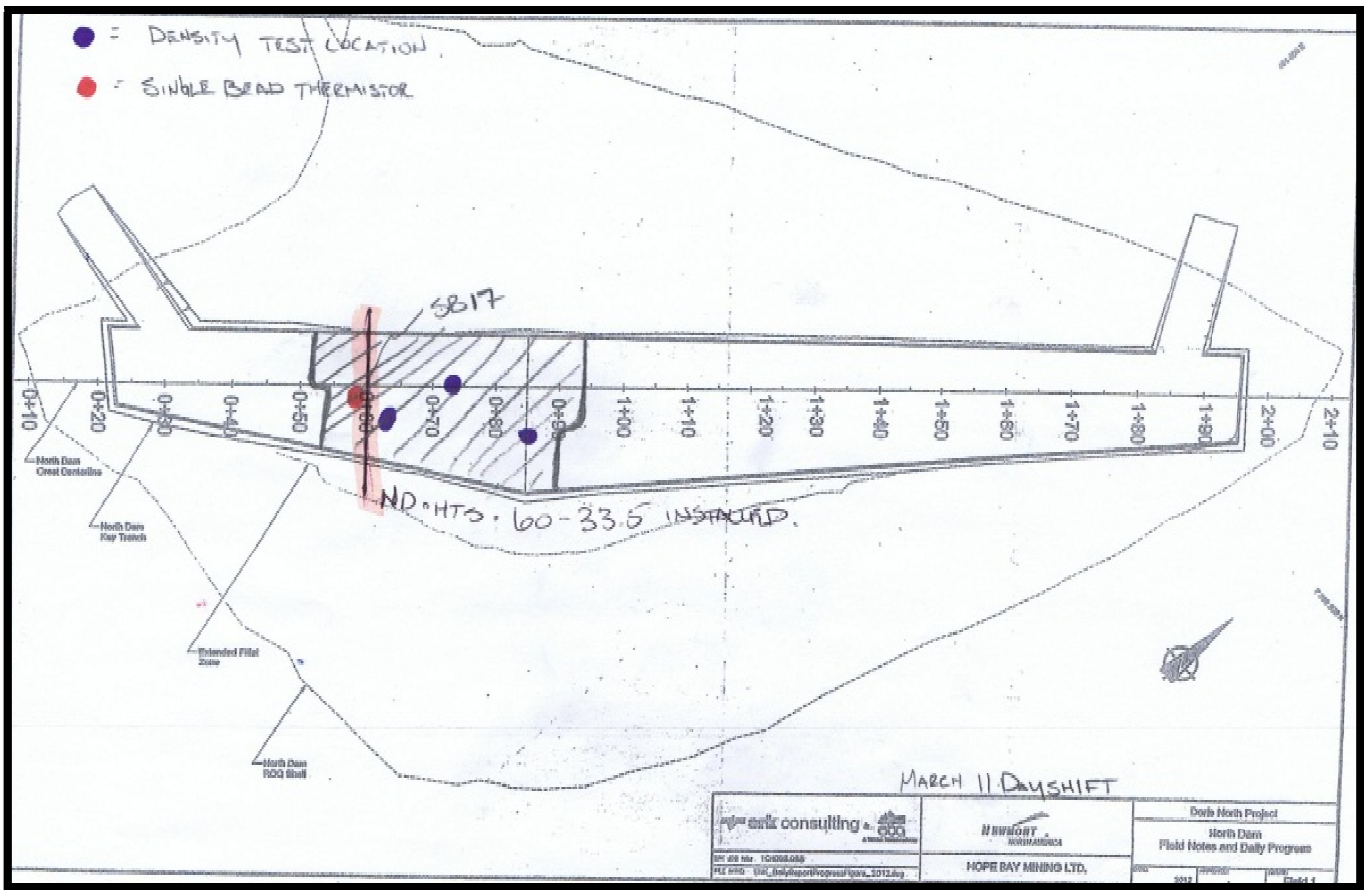 = DENSITY TEST LOCATION
= SINGLE BEAD THERMISTOR
SB17
0+10
0+20
0+30
0+40
0+50
0+60
0+70
0+80
0+90
1+00
1+10
1+20
1+30
1+40
1+50
1+60
1+70
1+80
1+90
2+00
2+10
North Dam
Crest Centerline
ND·HTS·60-33.5 INSTALLED.
North Dam
Key Trench
Extended Fillet
Zone
North Dam
ROQ Shell
MARCH 11 DAYSHIFT
srk consulting
NEWMONT
NORTH AMERICA
HOPE BAY MINING LTD.
Doris North Project
North Dam
Field Notes and Daily Progress
2012